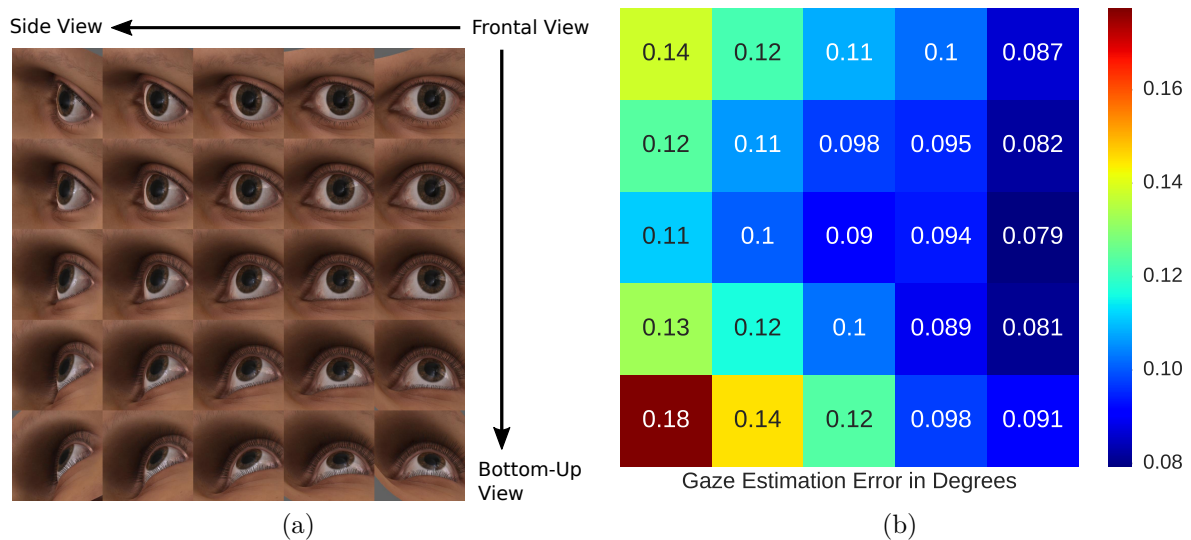 Side View
Frontal View
Bottom-Up
View
(a)
0.14 0.12 0.11 0.1 0.087
0.12 0.11 0.098 0.095 0.082
0.11 0.1 0.09 0.094 0.079
0.13 0.12 0.1 0.089 0.081
0.18 0.14 0.12 0.098 0.091
Gaze Estimation Error in Degrees
0.16
0.14
0.12
0.10
0.08
(b)